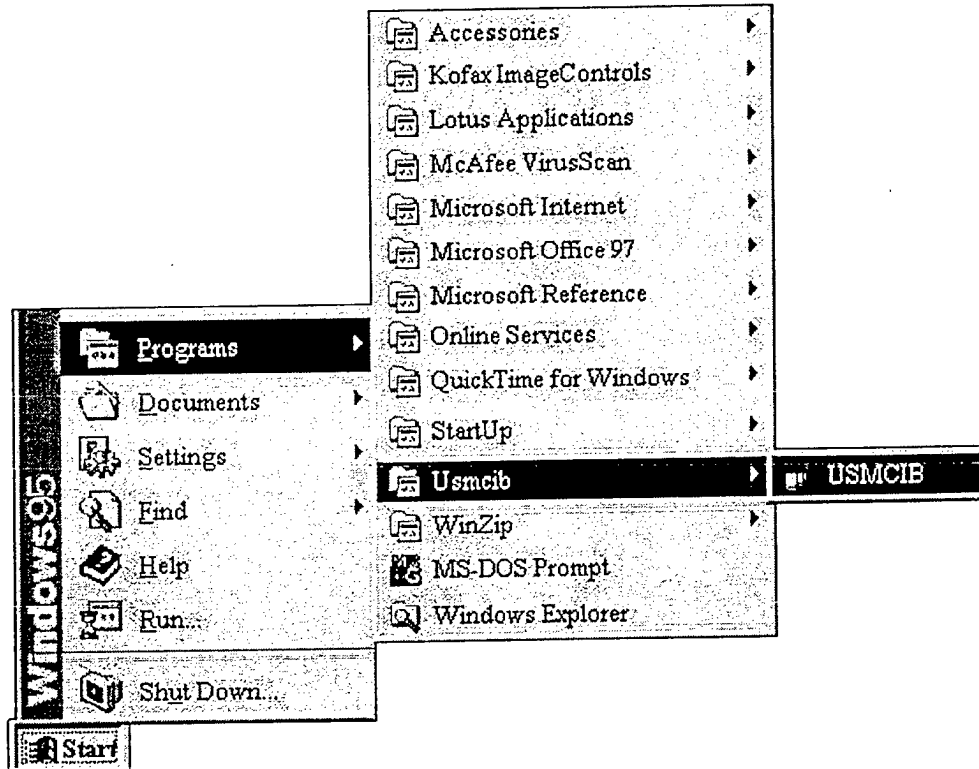 Accessories
Kofax ImageControls
Lotus Applications
McAfee VirusScan
Microsoft Internet
Microsoft Office 97
Microsoft Reference
Online Services
QuickTime for Windows
StartUp
Usmcib
WinZip
MS-DOS Prompt
Windows Explorer
USMCIB
Programs
Documents
Settings
Find
Help
Run...
Shut Down...
Windows95
Start